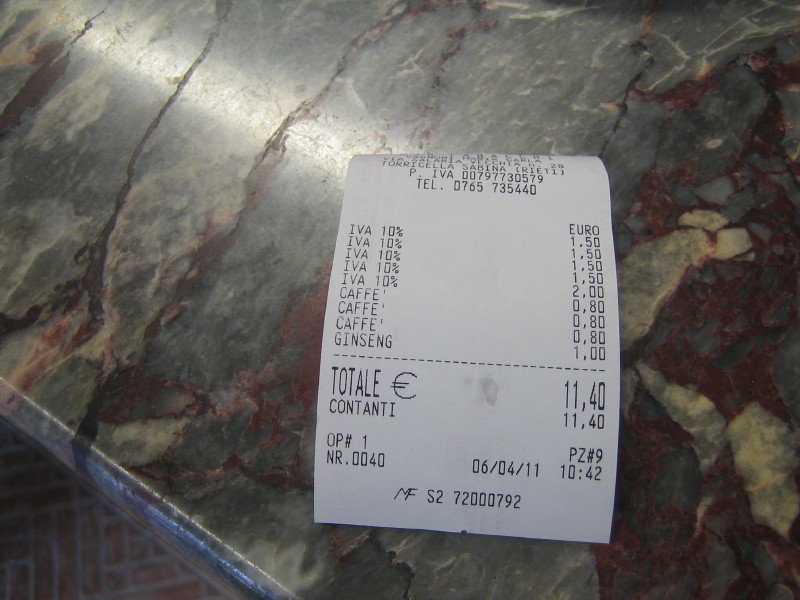 TORRICELLA SABINA (RIETI)
P. IVA 00797730579
TEL. 0765 735440
EURO
IVA 10% 1,50
IVA 10% 1,50
IVA 10% 1,50
IVA 10% 1,50
IVA 10% 2,00
CAFFE' 0,80
CAFFE' 0,80
CAFFE' 0,80
GINSENG 1,00
TOTALE € 11,40
CONTANTI 11,40
OP# 1 PZ#9
NR.0040 06/04/11 10:42
MF S2 72000792